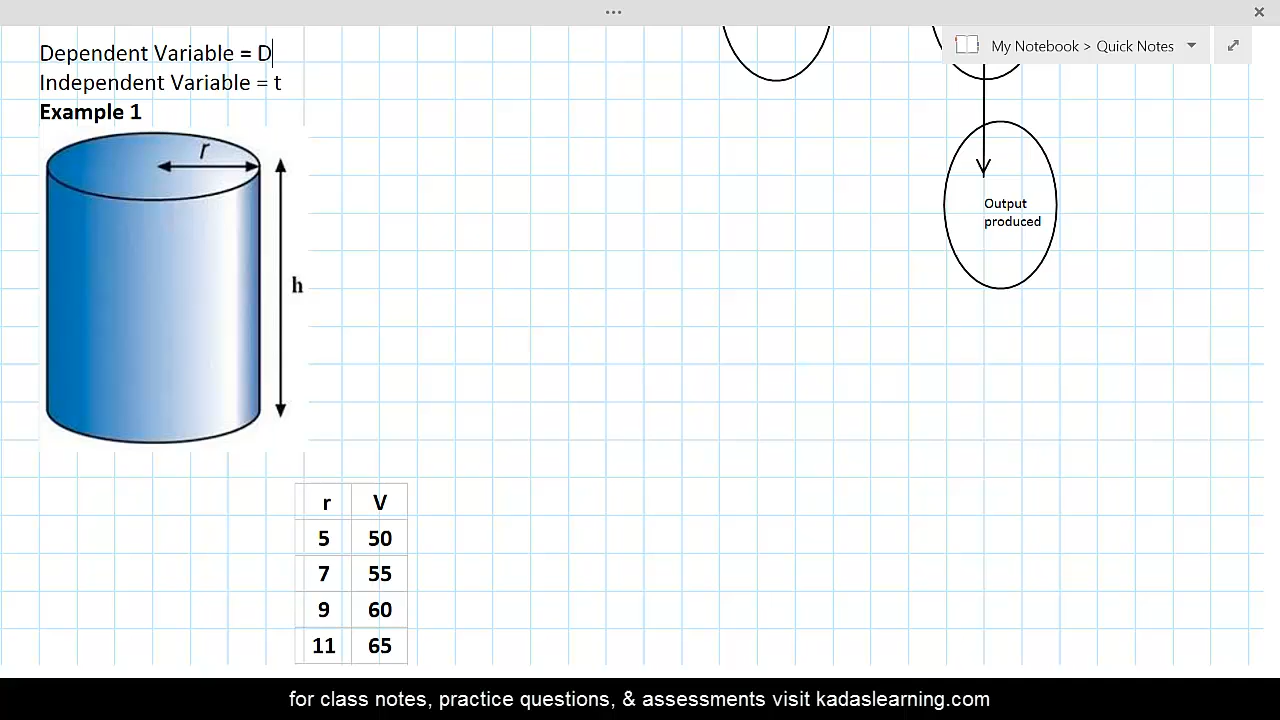 ...
My Notebook > Quick Notes
Dependent Variable = D
Independent Variable = t
Example 1
r
h
Output
produced
r V
5 50
7 55
9 60
11 65
for class notes, practice questions, & assessments visit kadaslearning.com